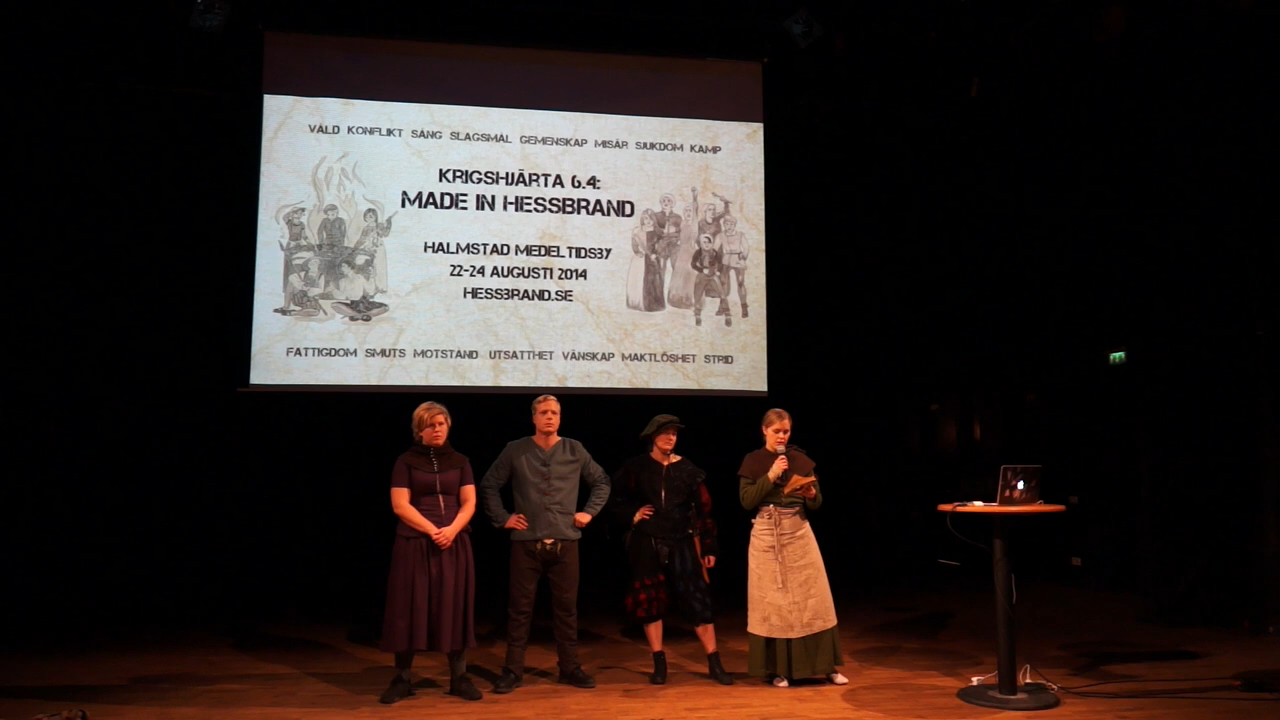 VÅLD KONFLIKT SÅNG SLAGSMÅL GEMENSKAP MISÄR SJUKDOM KAMP
KRIGSHJÄRTA 6.4:
MADE IN HESSBRAND
HALMSTAD MEDELTIDSBY
22-24 AUGUSTI 2014
HESSBRAND.SE
FATTIGDOM SMUTS MOTSTÅND UTSATTHET VÄNSKAP MAKTLÖSHET STRID